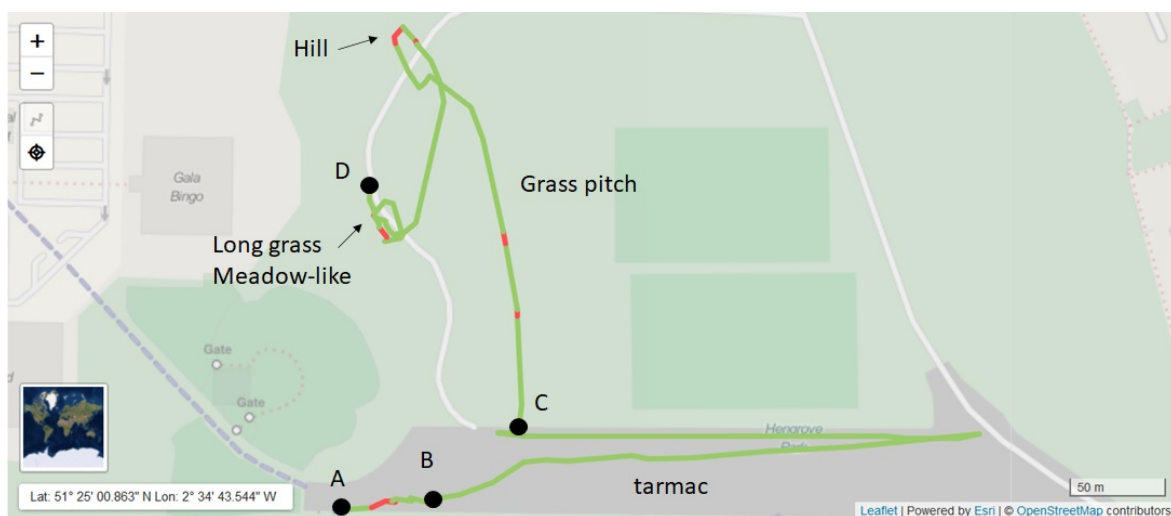 +
−
Hill
D
Gala
Bingo
Grass pitch
Long grass
Meadow-like
Gate
Gate
C
Hengrove
Park
B
A
tarmac
Lat: 51° 25' 00.863" N Lon: 2° 34' 43.544" W
50 m
Leaflet | Powered by Esri | © OpenStreetMap contributors